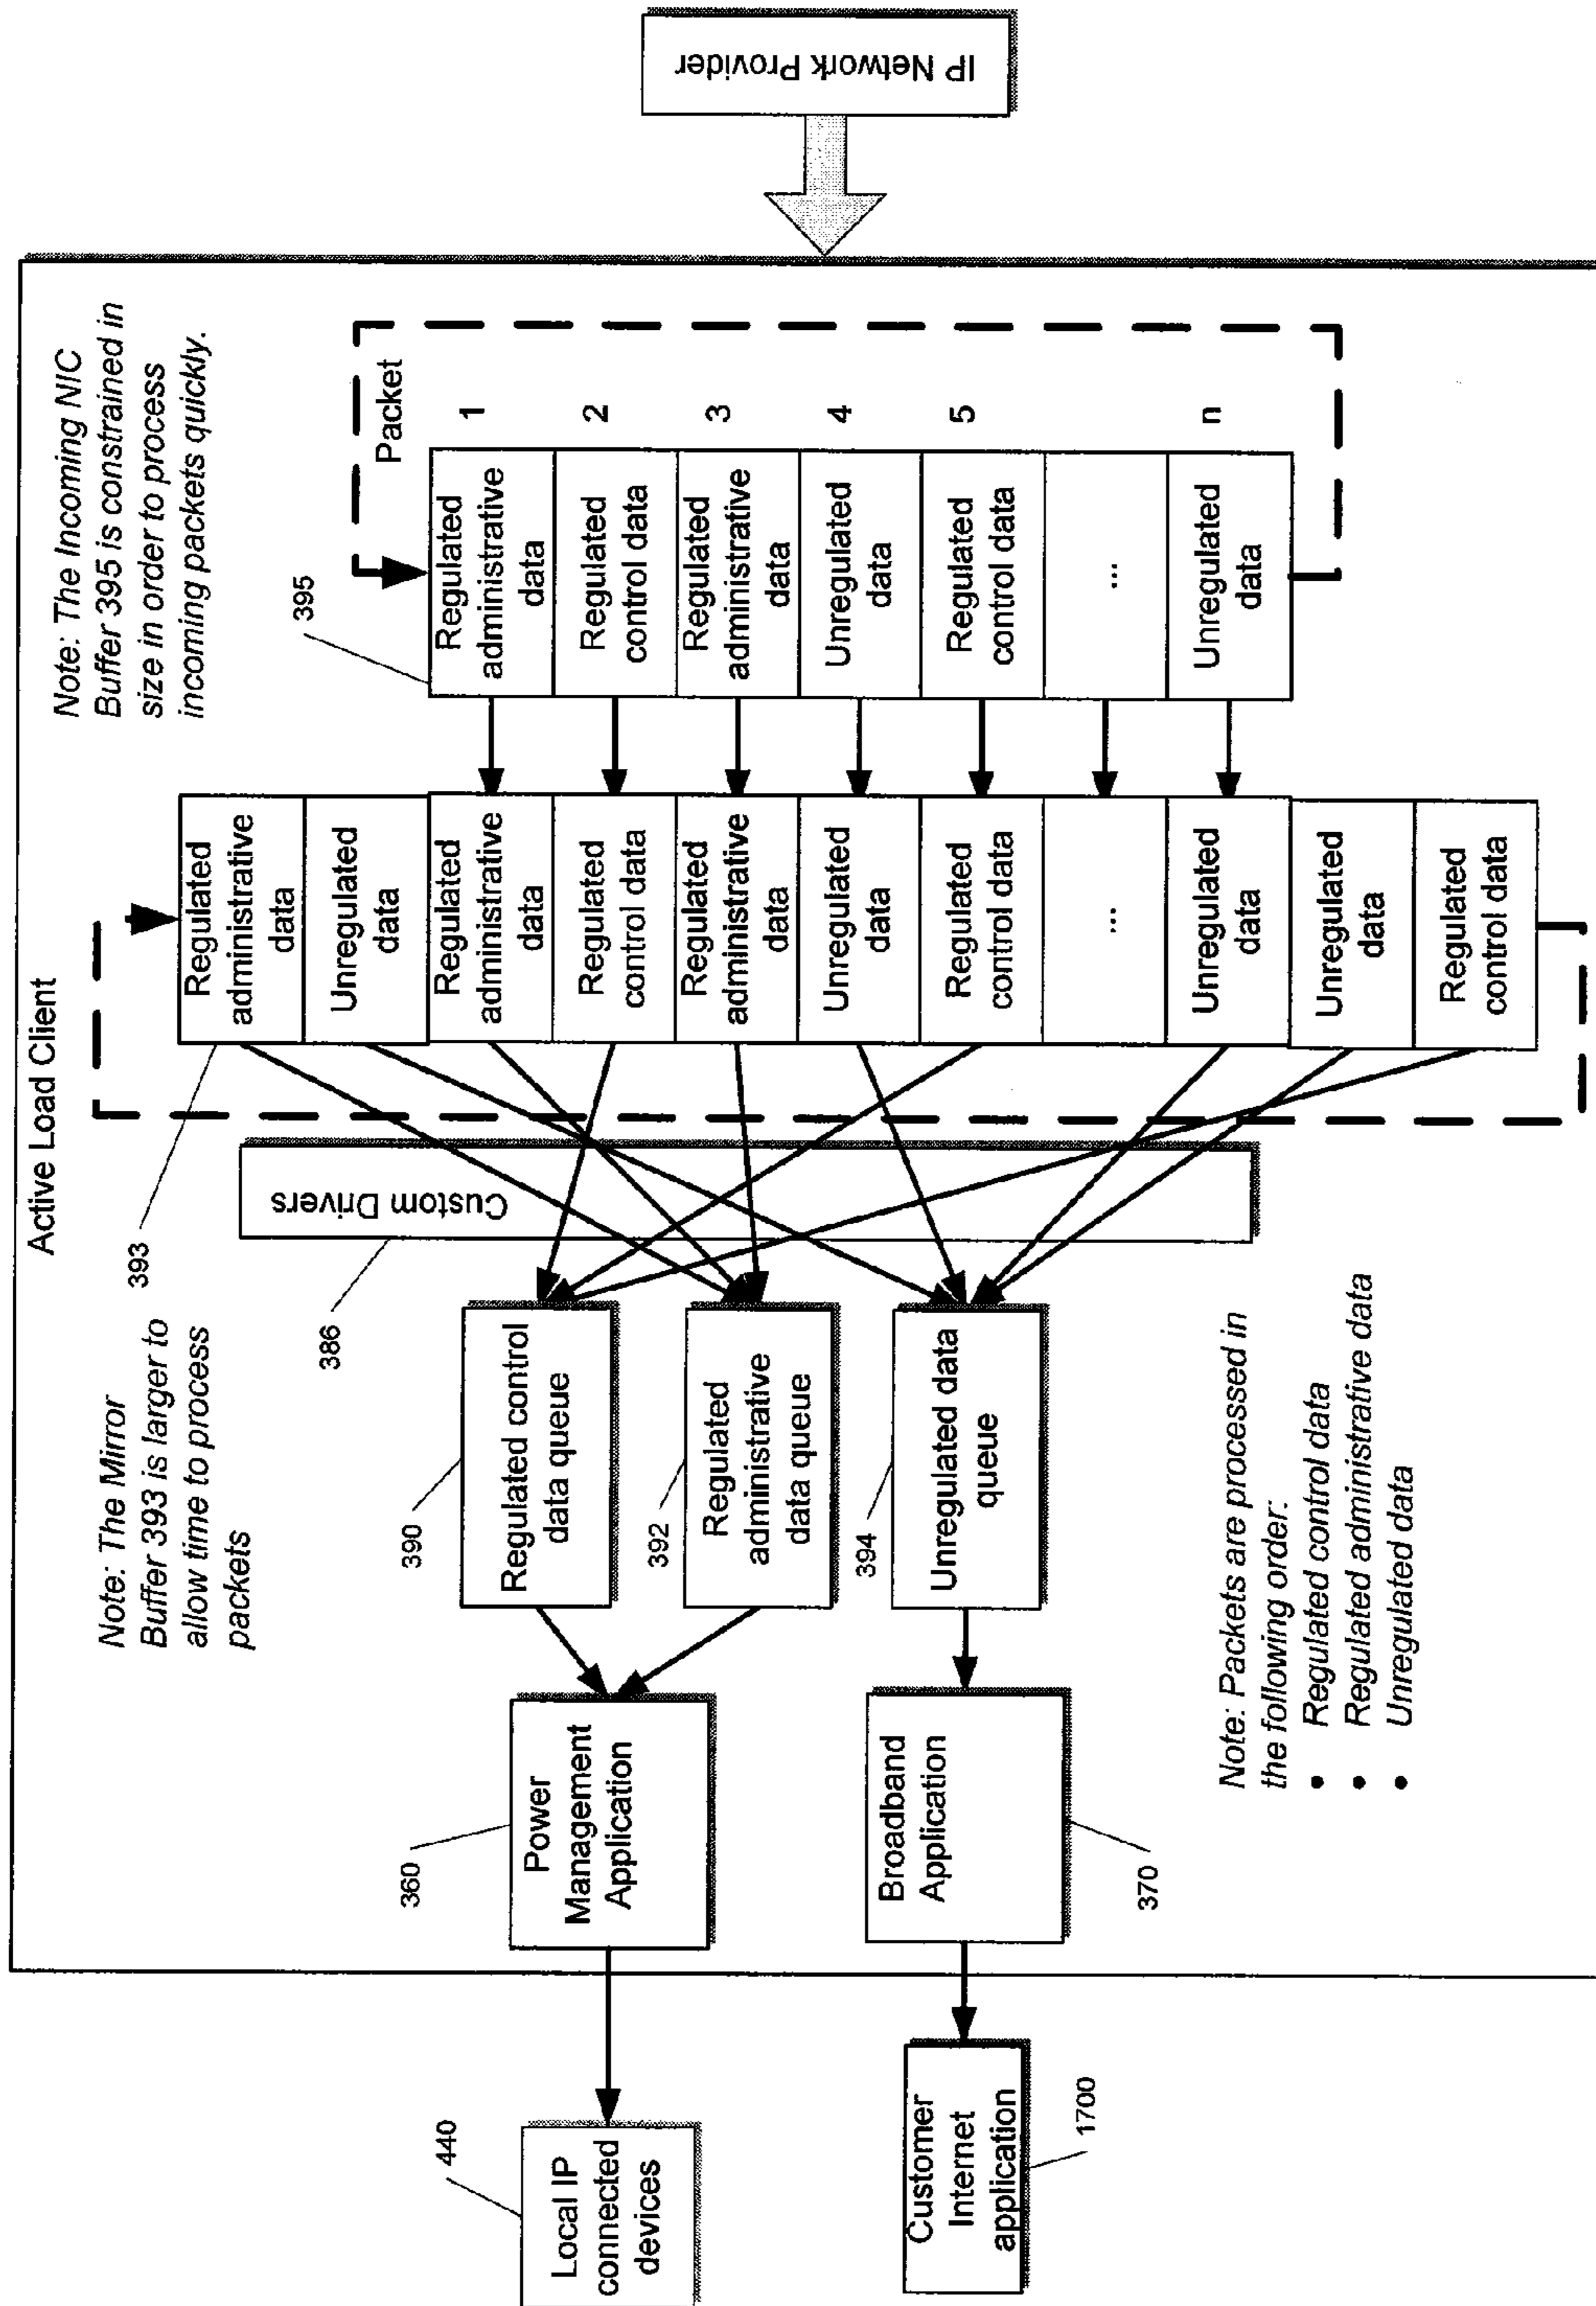 Active Load Client
Note: The Mirror
Buffer 393 is larger to
allow time to process
packets
393
386
Custom Drivers
Note: The Incoming NIC
Buffer 395 is constrained in
size in order to process
incoming packets quickly.
395
Packet
IP Network Provider
Regulated
administrative
data
Unregulated
data
Regulated
administrative
data
Regulated
control data
Regulated
administrative
data
Unregulated
data
Regulated
control data
...
Unregulated
data
Unregulated
data
Regulated
control data
Regulated
administrative
data
1
Regulated
control data
2
Regulated
administrative
data
3
Unregulated
data
4
Regulated
control data
5
...
Unregulated
data
n
440
Local IP
connected
devices
360
Power
Management
Application
390
Regulated control
data queue
392
Regulated
administrative
data queue
394
Unregulated data
queue
Broadband
Application
370
Customer
Internet
application
1700
Note: Packets are processed in
the following order:
• Regulated control data
• Regulated administrative data
• Unregulated data